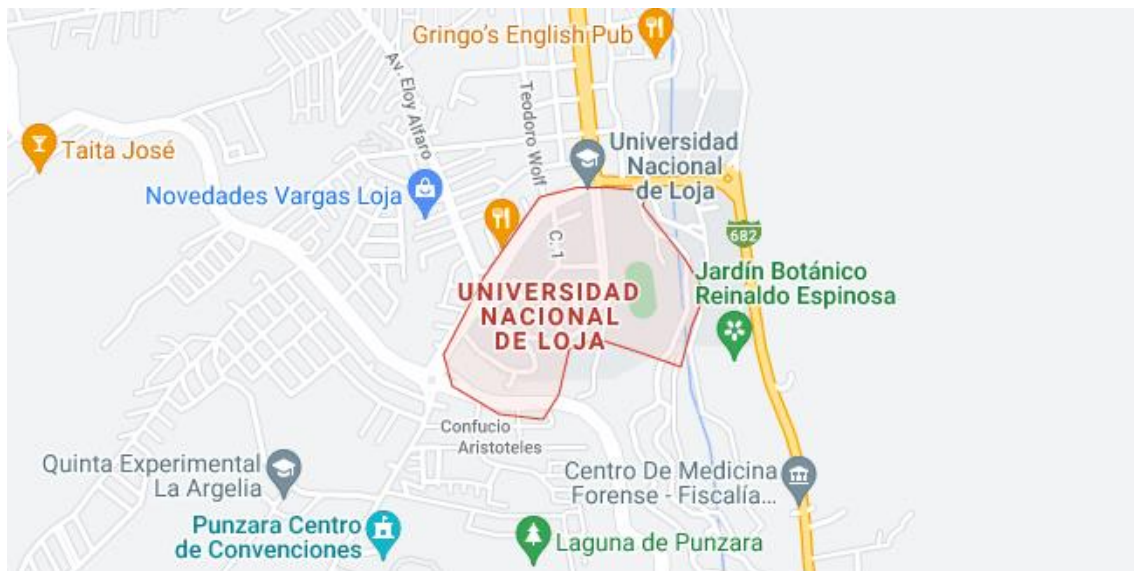 Gringo's English Pub
Av. Eloy Alfaro
Teodoro Wolf
Taita José
Universidad
Nacional
de Loja
Novedades Vargas Loja
C. 1
682
Jardín Botánico
Reinaldo Espinosa
UNIVERSIDAD
NACIONAL
DE LOJA
Confucio
Aristoteles
Quinta Experimental
La Argelia
Centro De Medicina
Forense - Fiscalía...
Punzara Centro
de Convenciones
Laguna de Punzara